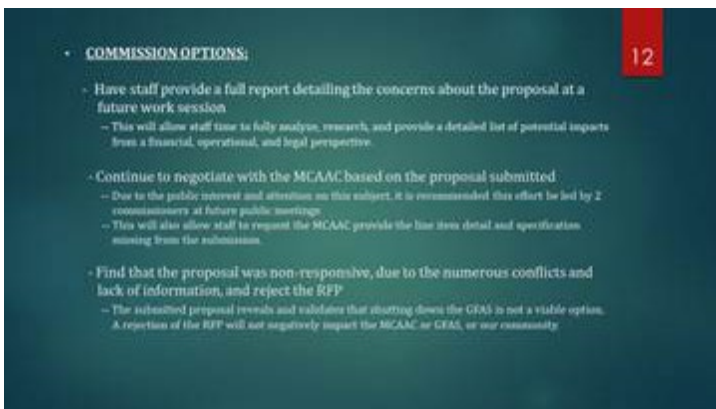 12
• COMMISSION OPTIONS:
- Have staff provide a full report detailing the concerns about the proposal at a
future work session
-- This will allow staff time to fully analyze, research, and provide a detailed list of potential impacts
from a financial, operational, and legal perspective.
- Continue to negotiate with the MCAAC based on the proposal submitted
-- Due to the public interest and attention on this subject, it is recommended this effort be led by 2
commissioners at future public meetings
-- This will also allow staff to request the MCAAC provide the line item detail and specification
missing from the submission.
- Find that the proposal was non-responsive, due to the numerous conflicts and
lack of information, and reject the RFP
-- The submitted proposal reveals and validates that shutting down the GFAS is not a viable option.
A rejection of the RFP will not negatively impact the MCAAC or GFAS, or our community